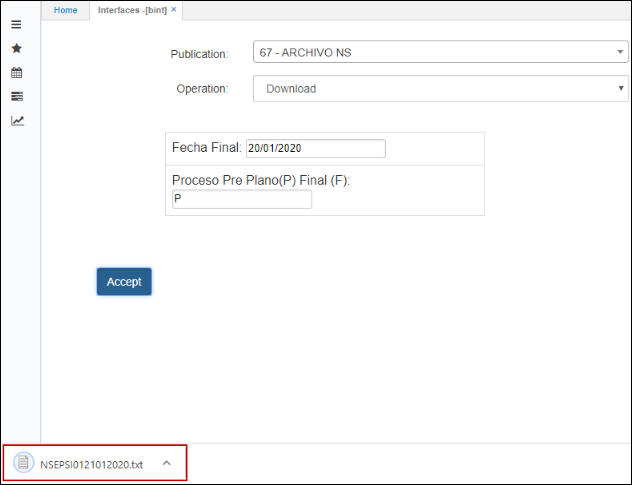 Home Interfaces -[bint] ×
Publication: 67 - ARCHIVO NS
Operation: Download
Fecha Final: 20/01/2020
Proceso Pre Plano(P) Final (F):
P
Accept
NSEPSI0121012020.txt